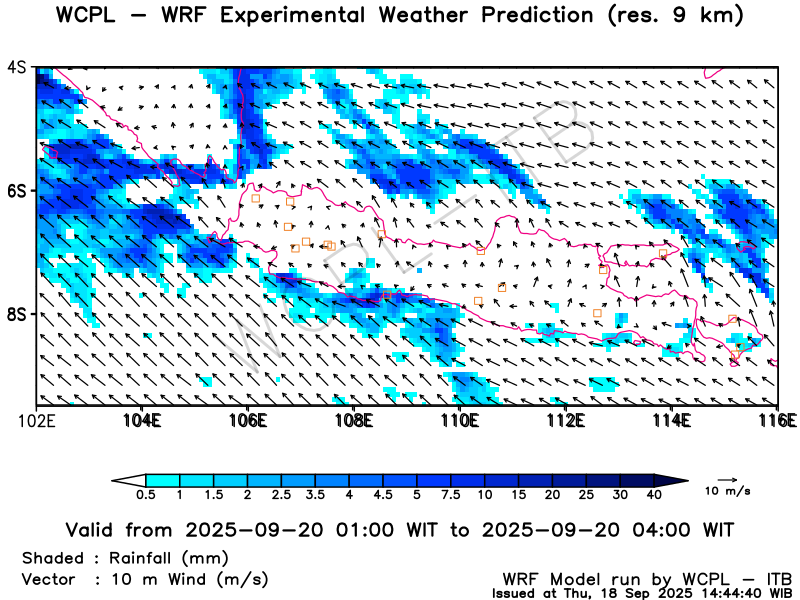 WCPL – WRF Experimental Weather Prediction (res. 9 km)
4S
6S
8S
WCPL-ITB
102E 104E 106E 108E 110E 112E 114E 116E
0.5 1 1.5 2 2.5 3.5 4 4.5 5 7.5 10 15 20 25 30 40
10 m/s
Valid from 2025-09-20 01:00 WIT to 2025-09-20 04:00 WIT
Shaded : Rainfall (mm)
Vector : 10 m Wind (m/s)
WRF Model run by WCPL – ITB
Issued at Thu, 18 Sep 2025 14:44:40 WIB